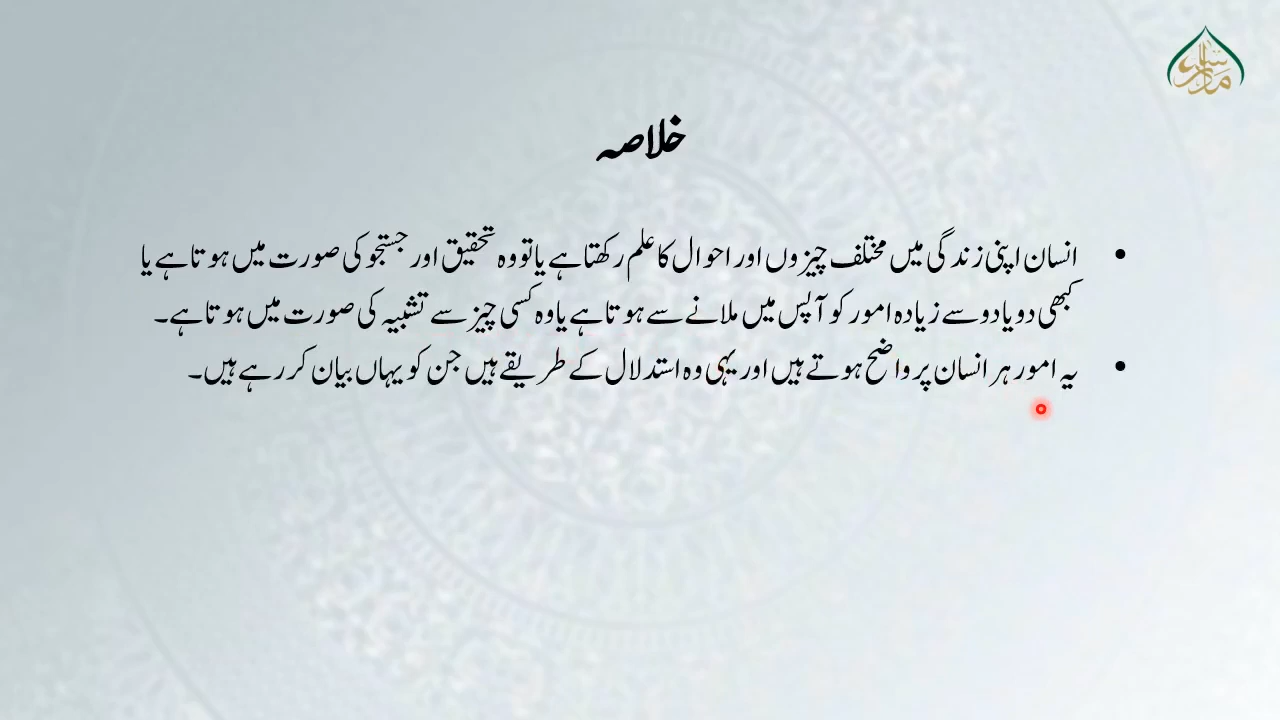 خلاصہ
• انسان اپنی زندگی میں مختلف چیزوں اور احوال کا علم رکھتا ہے یا تو وہ تحقیق اور جستجو کی صورت میں ہوتا ہے یا
کبھی دو یا دو سے زیادہ امور کو آپس میں ملانے سے ہوتا ہے یا وہ کسی چیز سے تشبیہ کی صورت میں ہوتا ہے۔
• یہ امور ہر انسان پر واضح ہوتے ہیں اور یہی وہ استدلال کے طریقے ہیں جن کو یہاں بیان کر رہے ہیں۔